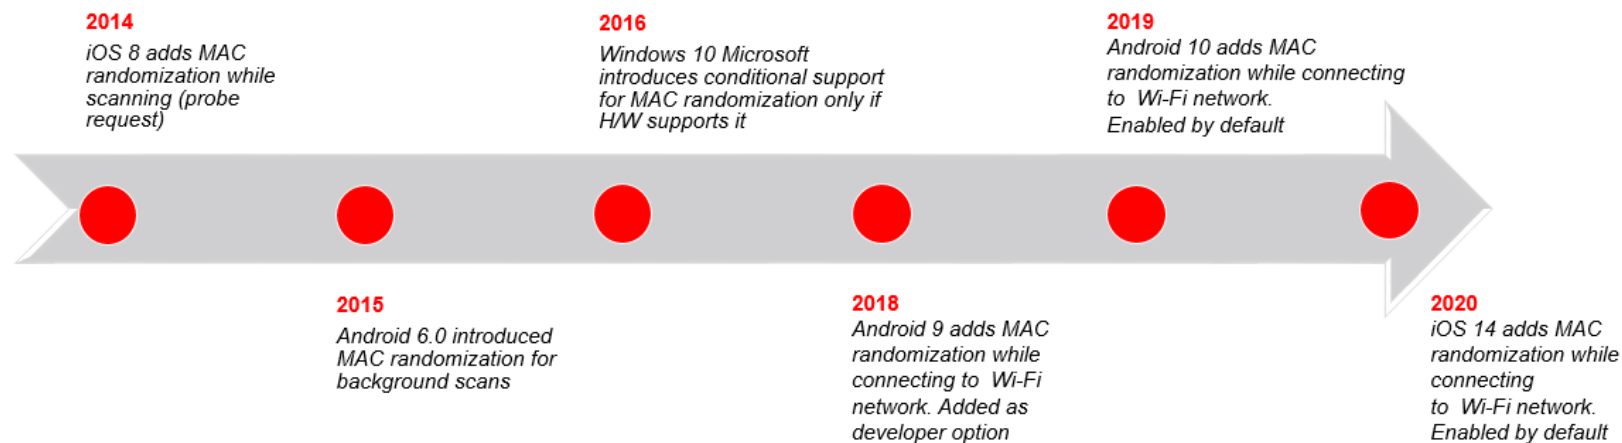 2014
iOS 8 adds MAC
randomization while
scanning (probe
request)
2015
Android 6.0 introduced
MAC randomization for
background scans
2016
Windows 10 Microsoft
introduces conditional support
for MAC randomization only if
H/W supports it
2018
Android 9 adds MAC
randomization while
connecting to Wi-Fi
network. Added as
developer option
2019
Android 10 adds MAC
randomization while connecting
to Wi-Fi network.
Enabled by default
2020
iOS 14 adds MAC
randomization while
connecting
to Wi-Fi network.
Enabled by default